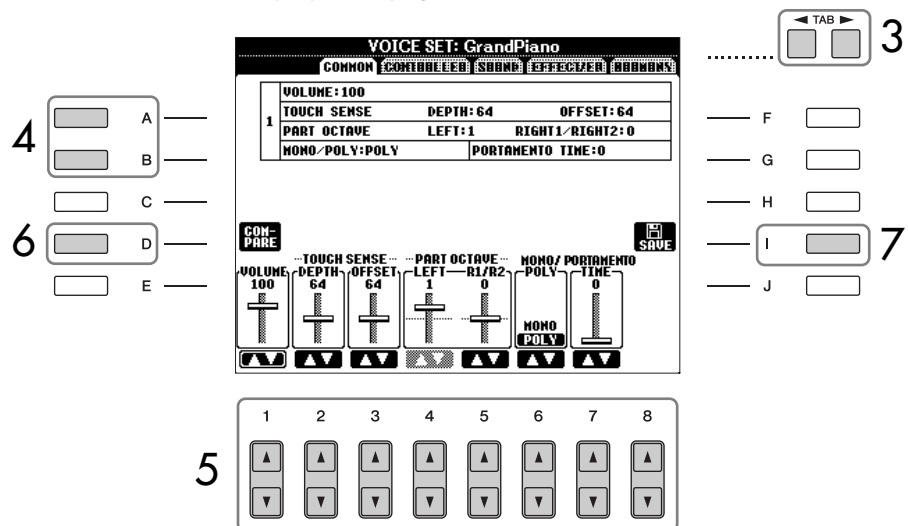 ◄ TAB ►
3
VOICE SET: GrandPiano
COMMON CONTROLLER SOUND EFFECT/EQ HARMONY
1
VOLUME:100
TOUCH SENSE DEPTH:64 OFFSET:64
PART OCTAVE LEFT:1 RIGHT1/RIGHT2:0
MONO/POLY:POLY PORTAMENTO TIME:0
4
A
B
C
6
D
E
F
G
H
I
7
J
COM-
PARE
SAVE
TOUCH SENSE PART OCTAVE MONO/ PORTAMENTO
VOLUME DEPTH OFFSET LEFT R1/R2 POLY TIME
100 64 64 1 0 0
MONO
POLY
▲▼ ▲▼ ▲▼ ▲▼ ▲▼ ▲▼ ▲▼
1 2 3 4 5 6 7 8
5
▲ ▲ ▲ ▲ ▲ ▲ ▲ ▲
▼ ▼ ▼ ▼ ▼ ▼ ▼ ▼